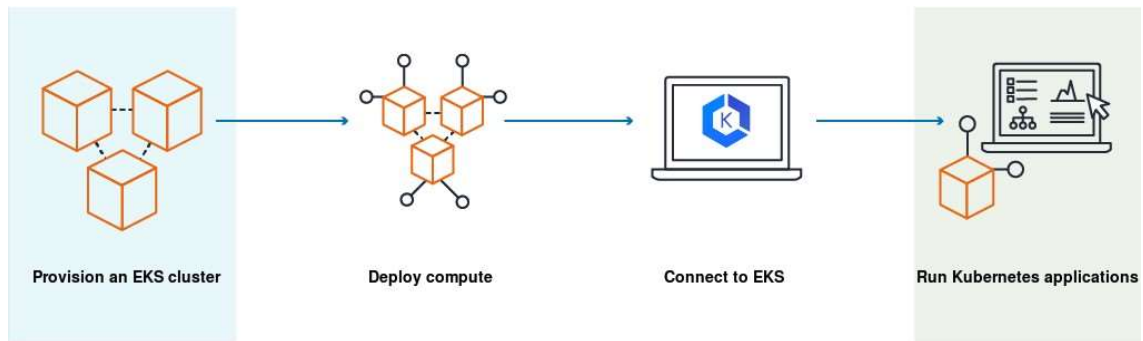 K
Provision an EKS cluster
Deploy compute
Connect to EKS
Run Kubernetes applications